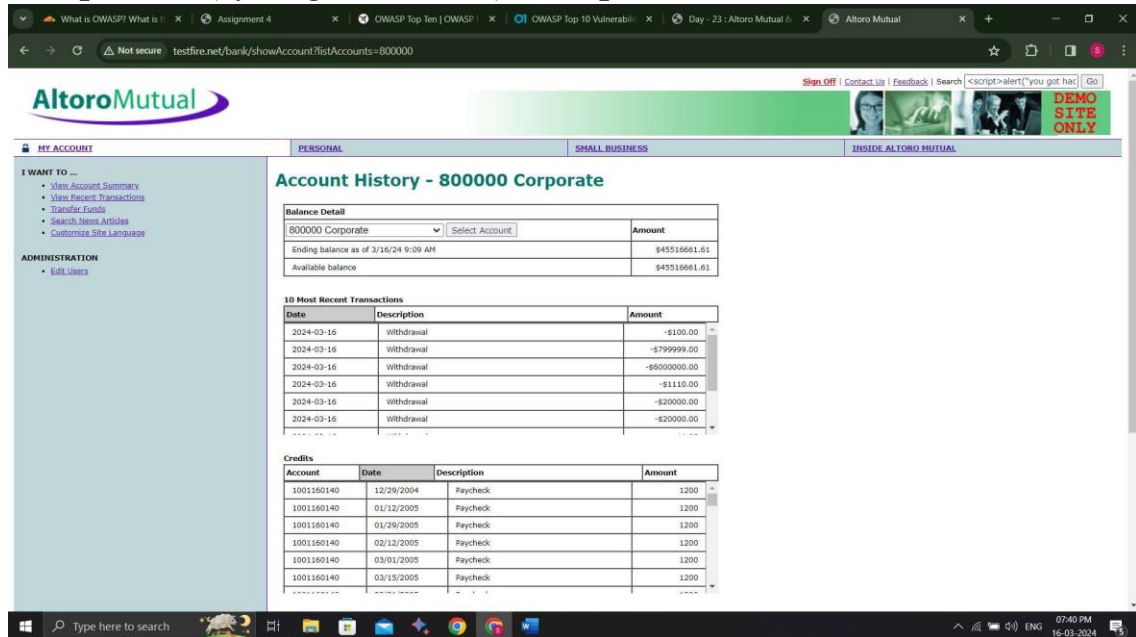 What is OWASP? What is t
Assignment 4
OWASP Top Ten | OWASP
OWASP Top 10 Vulnerabili
Day - 23 : Altoro Mutual &
Altoro Mutual
Not secure testfire.net/bank/showAccount?listAccounts=800000
S
Sign Off | Contact Us | Feedback | Search <script>alert("you got hac Go
AltoroMutual
DEMO
SITE
ONLY
MY ACCOUNT
PERSONAL
SMALL BUSINESS
INSIDE ALTORO MUTUAL
I WANT TO ...
View Account Summary
View Recent Transactions
Transfer Funds
Search News Articles
Customize Site Language
ADMINISTRATION
Edit Users
Account History - 800000 Corporate
Balance Detail
800000 Corporate Select Account Amount
Ending balance as of 3/16/24 9:09 AM $45516661.61
Available balance $45516661.61
10 Most Recent Transactions
Date Description Amount
2024-03-16 Withdrawal -$100.00
2024-03-16 Withdrawal -$799999.00
2024-03-16 Withdrawal -$6000000.00
2024-03-16 Withdrawal -$1110.00
2024-03-16 Withdrawal -$20000.00
2024-03-16 Withdrawal -$20000.00
Credits
Account Date Description Amount
1001160140 12/29/2004 Paycheck 1200
1001160140 01/12/2005 Paycheck 1200
1001160140 01/29/2005 Paycheck 1200
1001160140 02/12/2005 Paycheck 1200
1001160140 03/01/2005 Paycheck 1200
1001160140 03/15/2005 Paycheck 1200
Type here to search
ENG
07:40 PM
16-03-2024